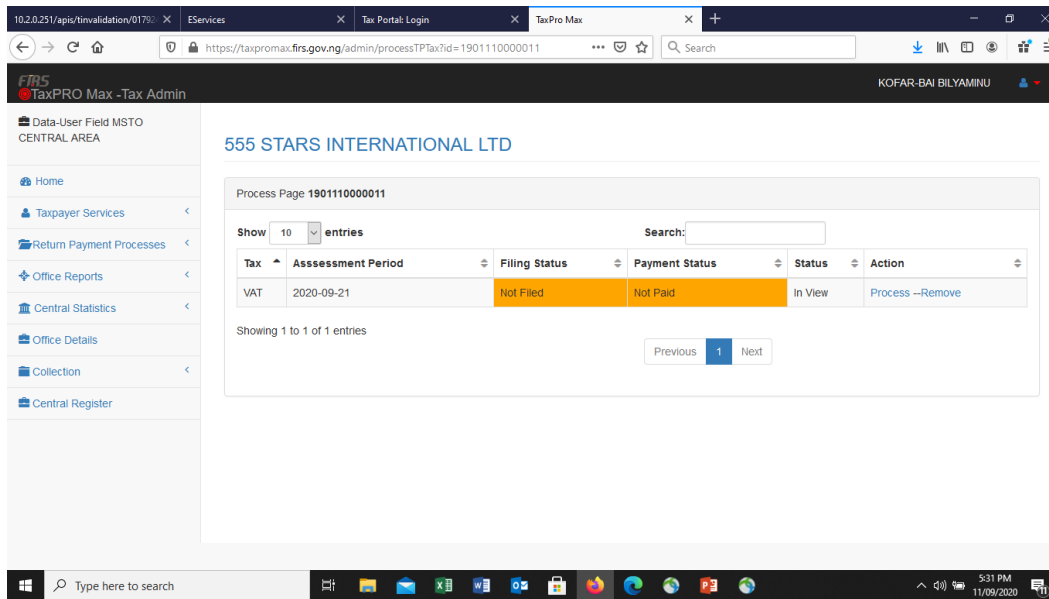 10.2.0.251/apis/tinvalidation/01792
EServices
Tax Portal: Login
TaxPro Max
https://taxpromax.firs.gov.ng/admin/processTPTax?id=1901110000011
Search
FIRS
TaxPRO Max -Tax Admin
KOFAR-BAI BILYAMINU
Data-User Field MSTO
CENTRAL AREA
555 STARS INTERNATIONAL LTD
Home
Taxpayer Services
Return Payment Processes
Office Reports
Central Statistics
Office Details
Collection
Central Register
Process Page 1901110000011
Show 10 entries
Search:
Tax Asssessment Period Filing Status Payment Status Status Action
VAT 2020-09-21 Not Filed Not Paid In View Process --Remove
Showing 1 to 1 of 1 entries
Previous 1 Next
Type here to search
5:31 PM
11/09/2020